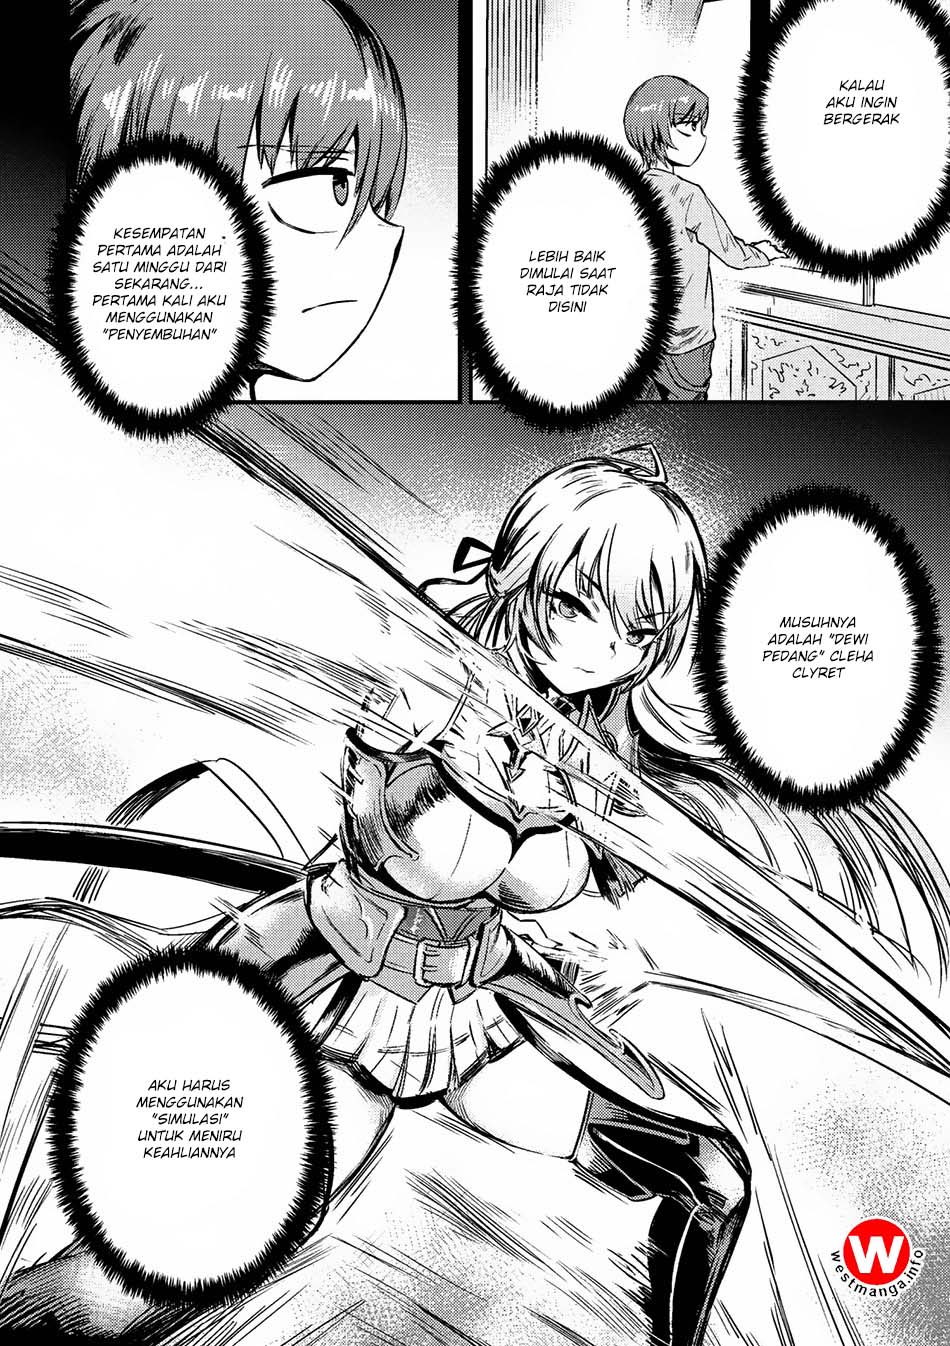 KALAU
AKU INGIN
BERGERAK
LEBIH BAIK
DIMULAI SAAT
RAJA TIDAK
DISINI
KESEMPATAN
PERTAMA ADALAH
SATU MINGGU DARI
SEKARANG...
PERTAMA KALI AKU
MENGGUNAKAN
"PENYEMBUHAN"
MUSUHNYA
ADALAH "DEWI
PEDANG" CLEHA
CLYRET
AKU HARUS
MENGGUNAKAN
"SIMULASI"
UNTUK MENIRU
KEAHLIANNYA
W
westmanga.info